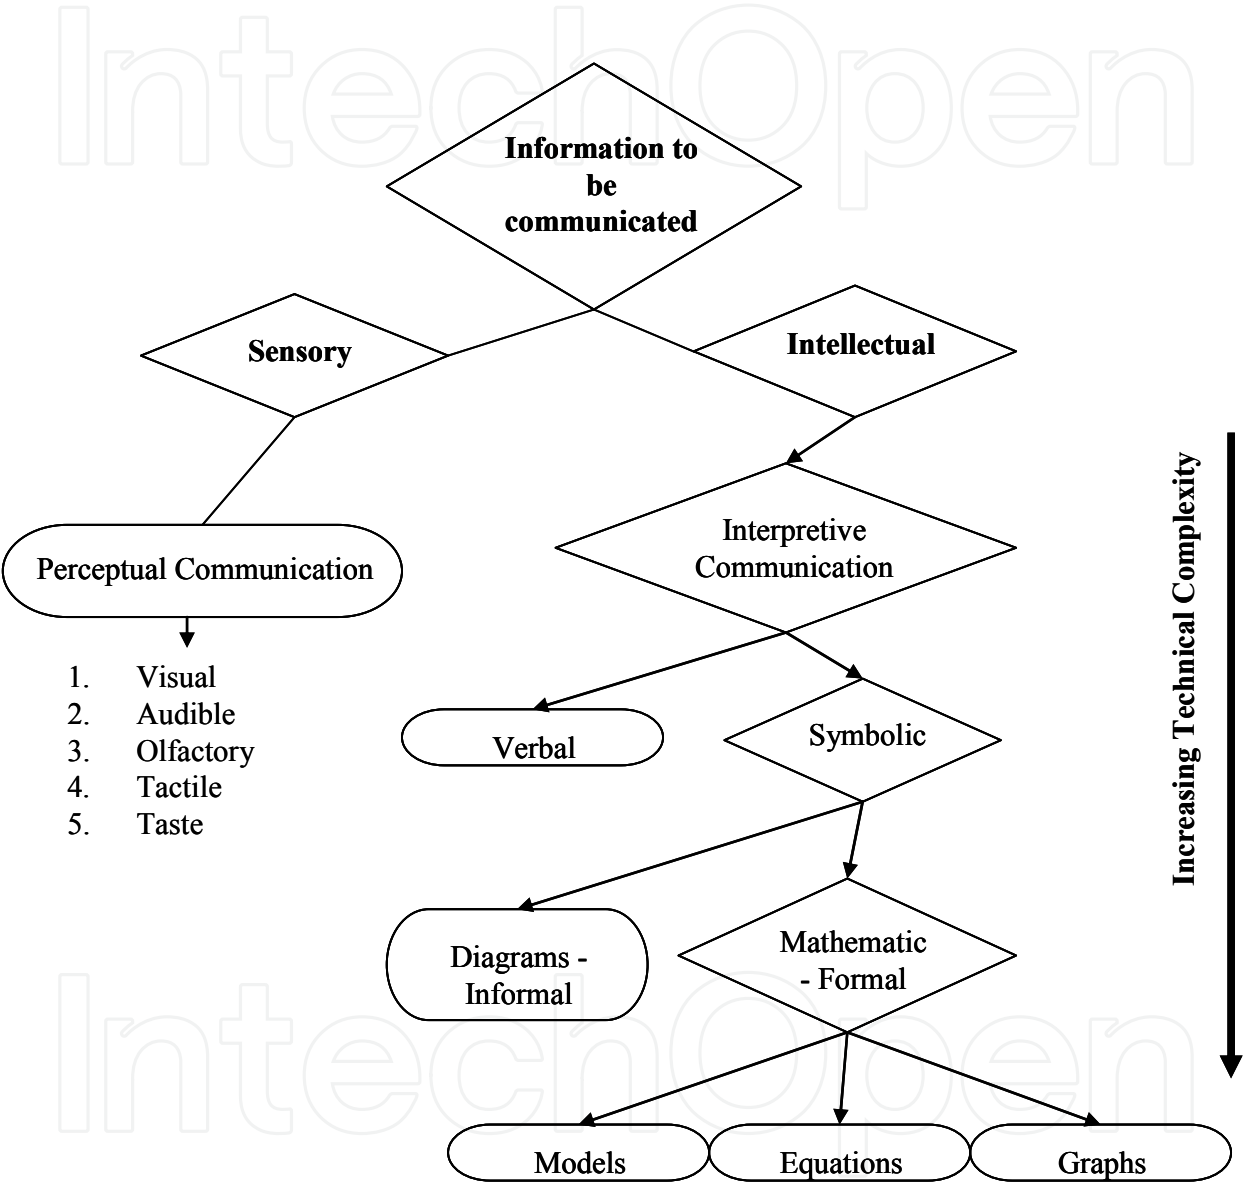 IntechOpen
Information to
be
communicated
Sensory
Intellectual
Interpretive
Communication
Perceptual Communication
1. Visual
2. Audible
3. Olfactory
4. Tactile
5. Taste
Verbal
Symbolic
Increasing Technical Complexity
Diagrams -
Informal
Mathematic
- Formal
IntechOpen
Models
Equations
Graphs